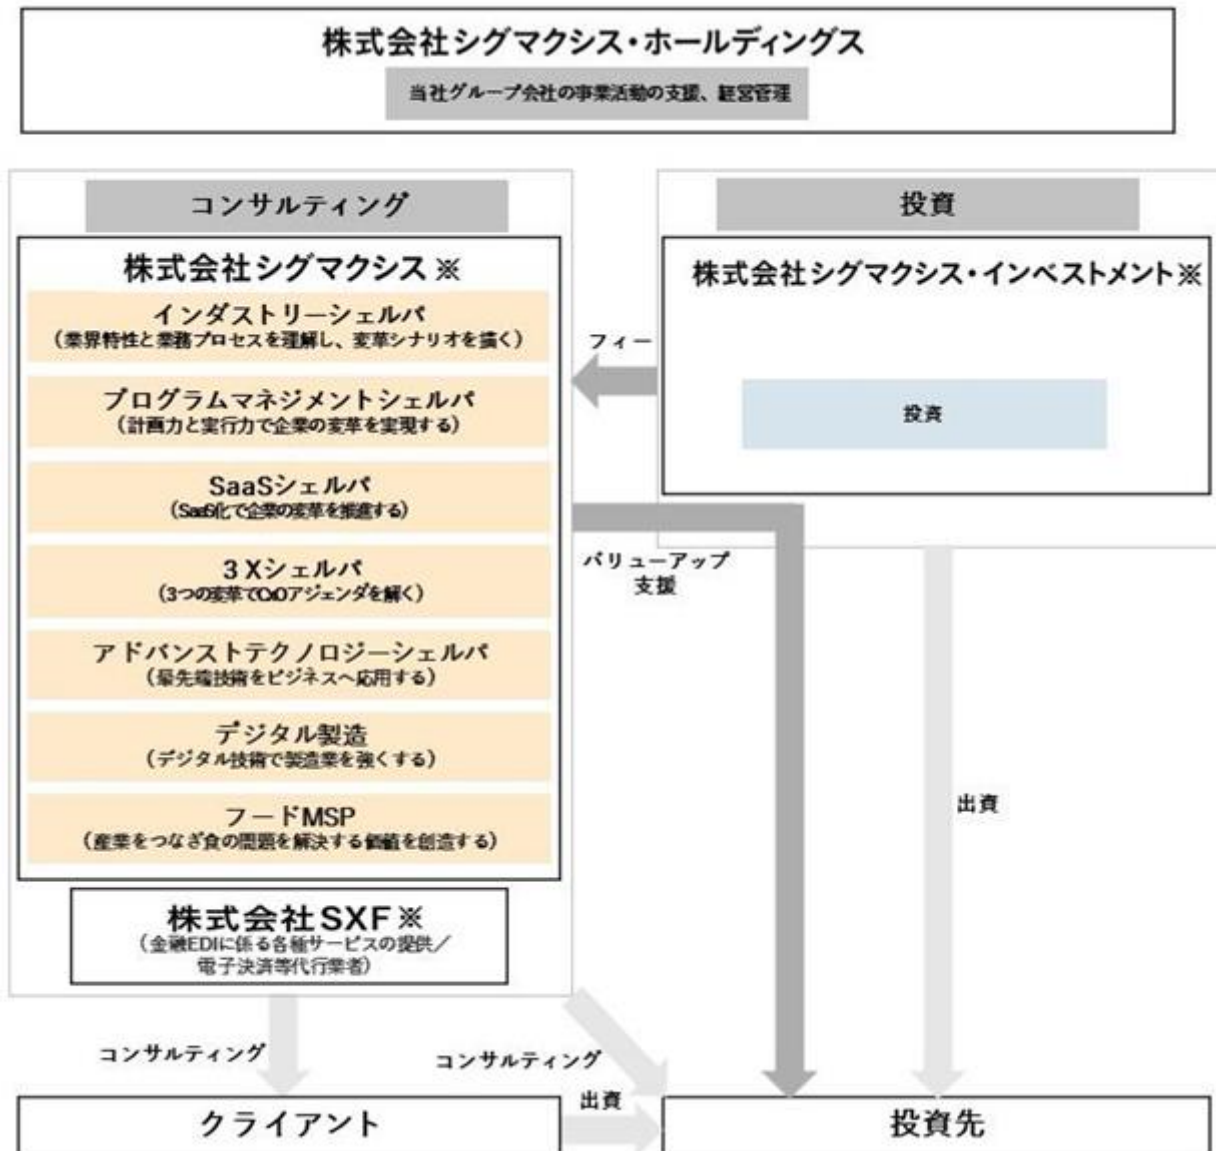 株式会社シグマクシス・ホールディングス
当社グループ会社の事業活動の支援、経営管理
コンサルティング
株式会社シグマクシス※
インダストリーシェルパ
（業界特性と業務プロセスを理解し、変革シナリオを描く）
プログラムマネジメントシェルパ
（計画力と実行力で企業の変革を実現する）
SaaSシェルパ
（SaaS化で企業の変革を推進する）
3Xシェルパ
（3つの変革でCxOアジェンダを解く）
アドバンストテクノロジーシェルパ
（最先端技術をビジネスへ応用する）
デジタル製造
（デジタル技術で製造業を強くする）
フードMSP
（産業をつなぎ食の問題を解決する価値を創造する）
株式会社SXF※
（金融EDIに係る各種サービスの提供／
電子決済等代行業者）
フィー
バリューアップ
支援
投資
株式会社シグマクシス・インベストメント※
投資
出資
コンサルティング
コンサルティング
出資
クライアント
投資先